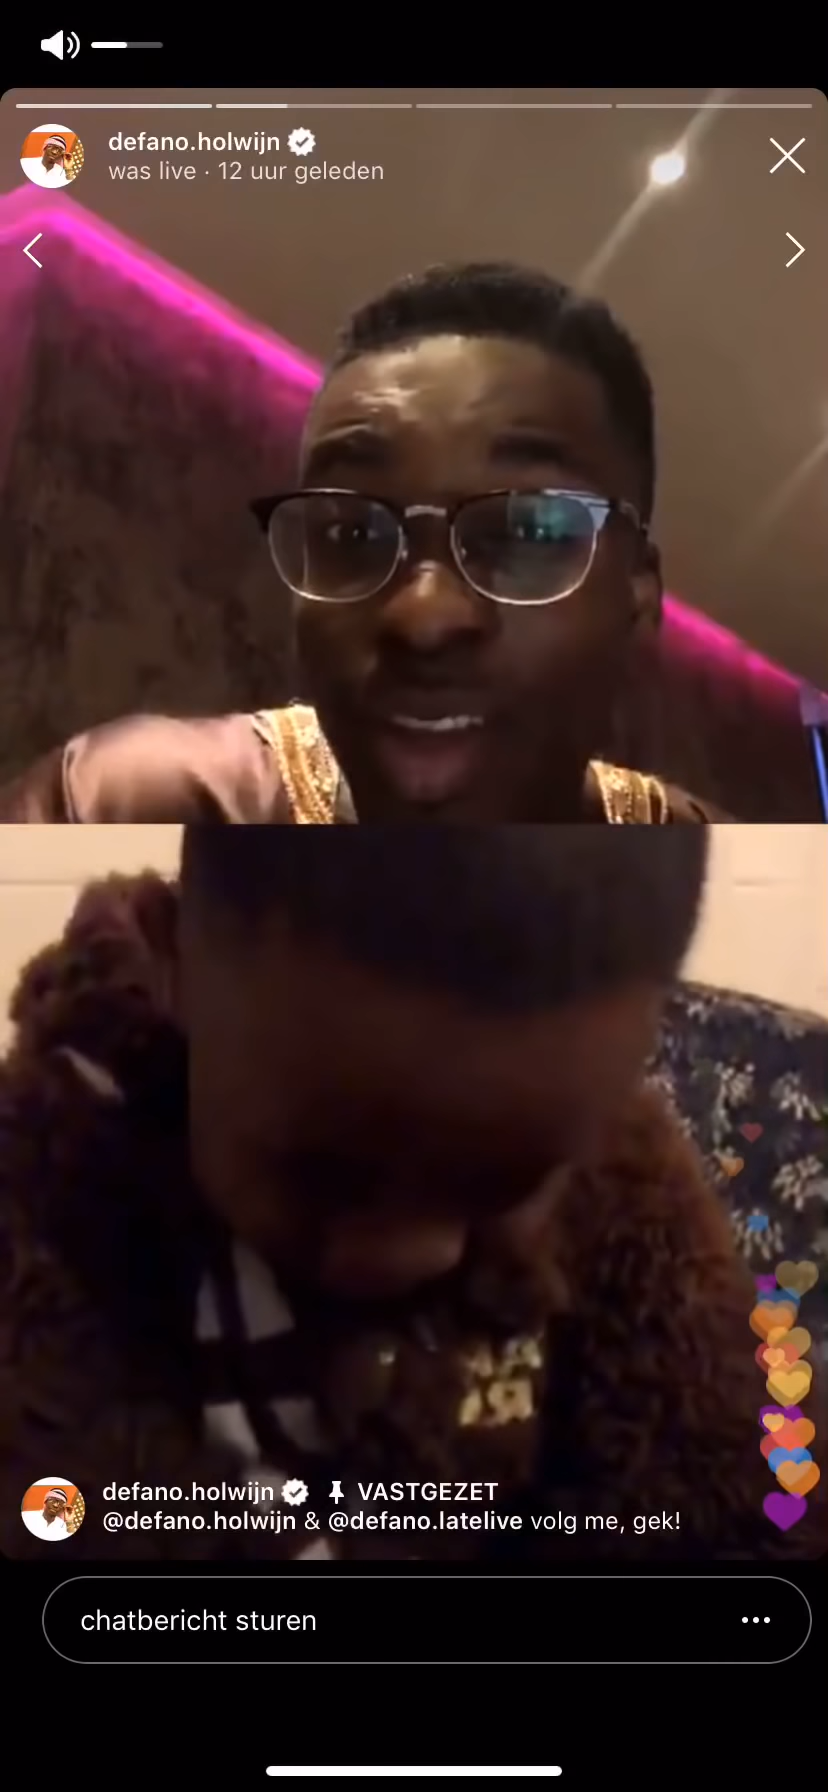 defano.holwijn
was live · 12 uur geleden
defano.holwijn VASTGEZET
@defano.holwijn & @defano.latelive volg me, gek!
chatbericht sturen